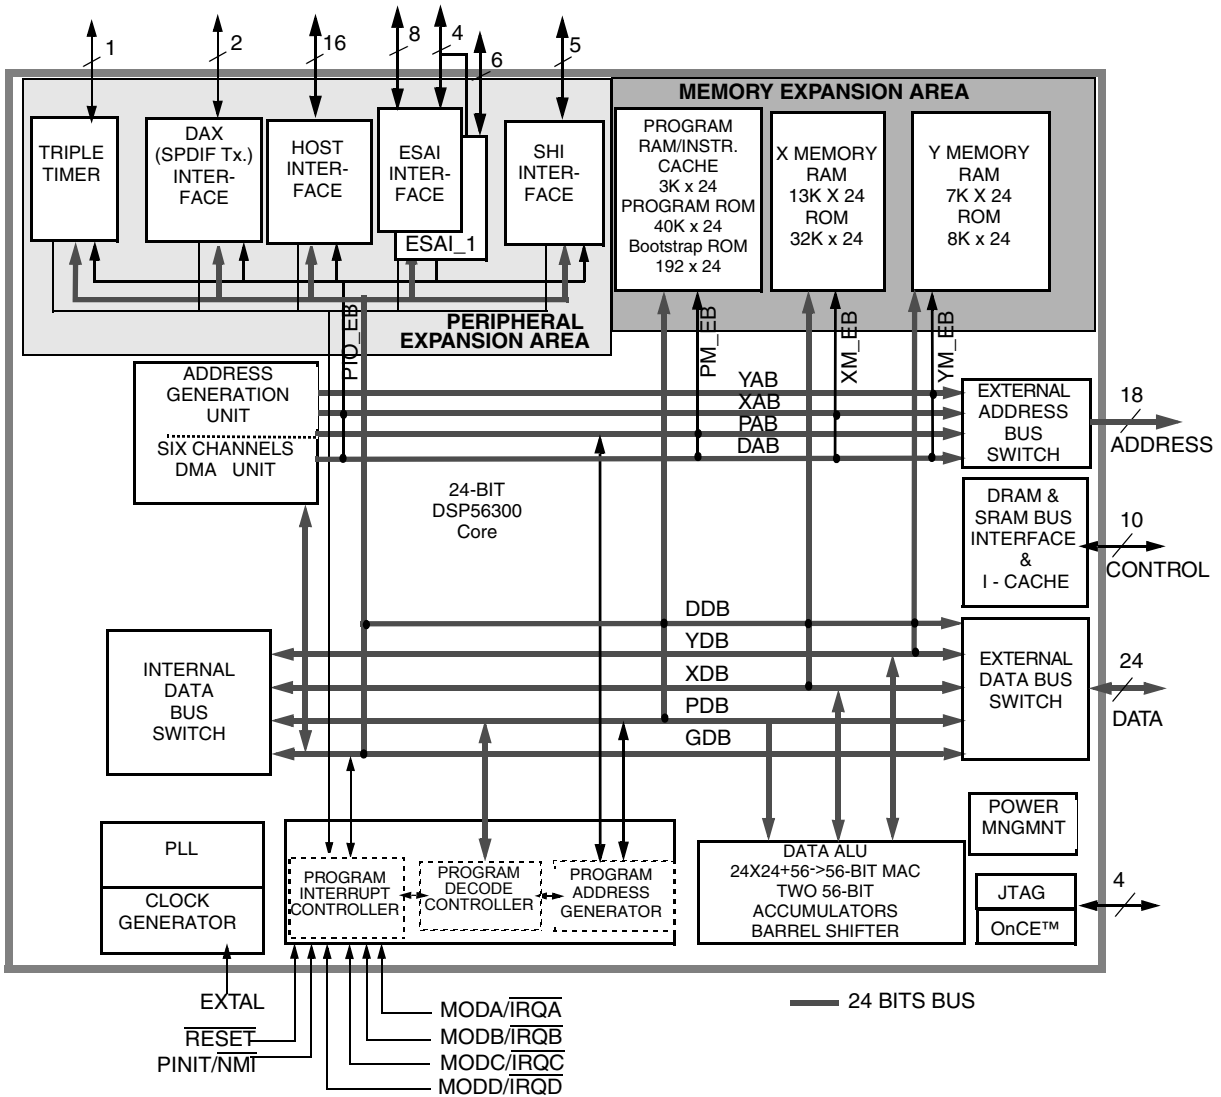 1
2
16
8
4
6
5
MEMORY EXPANSION AREA
TRIPLE
TIMER
DAX
(SPDIF Tx.)
INTER-
FACE
HOST
INTER-
FACE
ESAI
INTER-
FACE
ESAI_1
SHI
INTER-
FACE
PROGRAM
RAM/INSTR.
CACHE
3K x 24
PROGRAM ROM
40K x 24
Bootstrap ROM
192 x 24
X MEMORY
RAM
13K X 24
ROM
32K x 24
Y MEMORY
RAM
7K X 24
ROM
8K x 24
PERIPHERAL
EXPANSION AREA
PIO_EB
PM_EB
XM_EB
YM_EB
ADDRESS
GENERATION
UNIT
SIX CHANNELS
DMA UNIT
YAB
XAB
PAB
DAB
EXTERNAL
ADDRESS
BUS
SWITCH
18
ADDRESS
24-BIT
DSP56300
Core
DRAM &
SRAM BUS
INTERFACE
&
I - CACHE
10
CONTROL
DDB
YDB
XDB
PDB
GDB
INTERNAL
DATA
BUS
SWITCH
EXTERNAL
DATA BUS
SWITCH
24
DATA
PLL
CLOCK
GENERATOR
PROGRAM
INTERRUPT
CONTROLLER
PROGRAM
DECODE
CONTROLLER
PROGRAM
ADDRESS
GENERATOR
DATA ALU
24X24+56->56-BIT MAC
TWO 56-BIT
ACCUMULATORS
BARREL SHIFTER
POWER
MNGMNT
JTAG
OnCE™
4
EXTAL
RESET
PINIT/NMI
MODA/IRQA
MODB/IRQB
MODC/IRQC
MODD/IRQD
24 BITS BUS